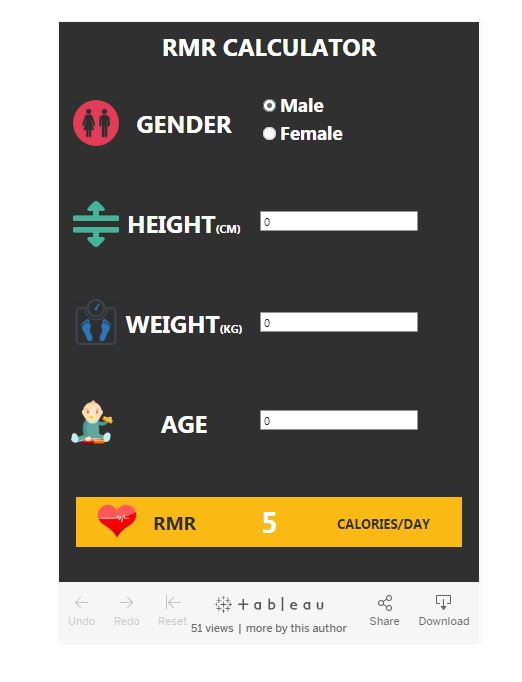 RMR CALCULATOR
GENDER
Male
Female
HEIGHT(CM)
0
WEIGHT(KG)
0
AGE
0
RMR 5 CALORIES/DAY
Undo Redo Reset
tableau
51 views | more by this author
Share Download